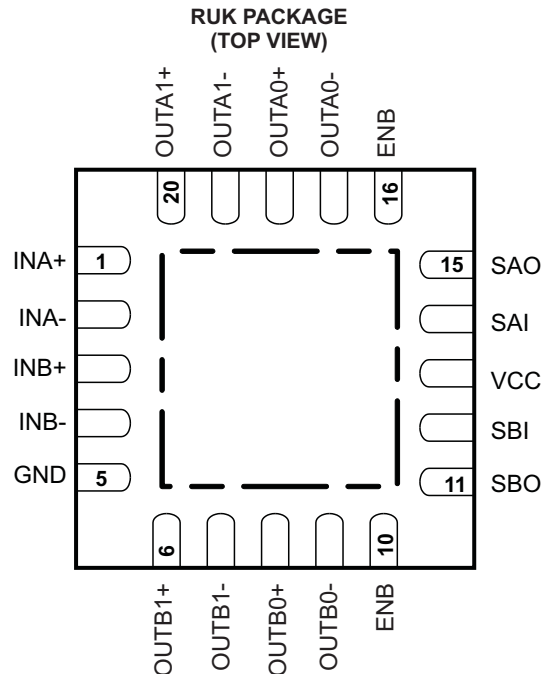 RUK PACKAGE
(TOP VIEW)
OUTA1+
OUTA1-
OUTA0+
OUTA0-
ENB
20
16
INA+
1
INA-
INB+
INB-
GND
5
15
SAO
SAI
VCC
SBI
11
SBO
6
10
OUTB1+
OUTB1-
OUTB0+
OUTB0-
ENB